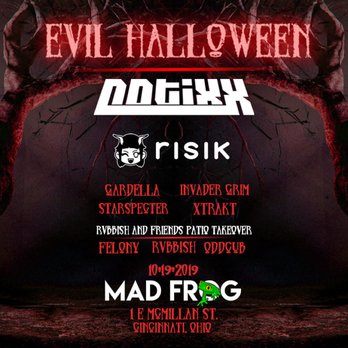 EVIL HALLOWEEN
NOTIXX
RISIK
GARDELLA INVADER GRIM
STARSPECTER XTRAKT
RVBBISH AND FRIENDS PATIO TAKEOVER
FELONY RVBBISH ODDCUB
10•19•2019
MAD FROG
1 E MCMILLAN ST.
CINCINNATI, OHIO